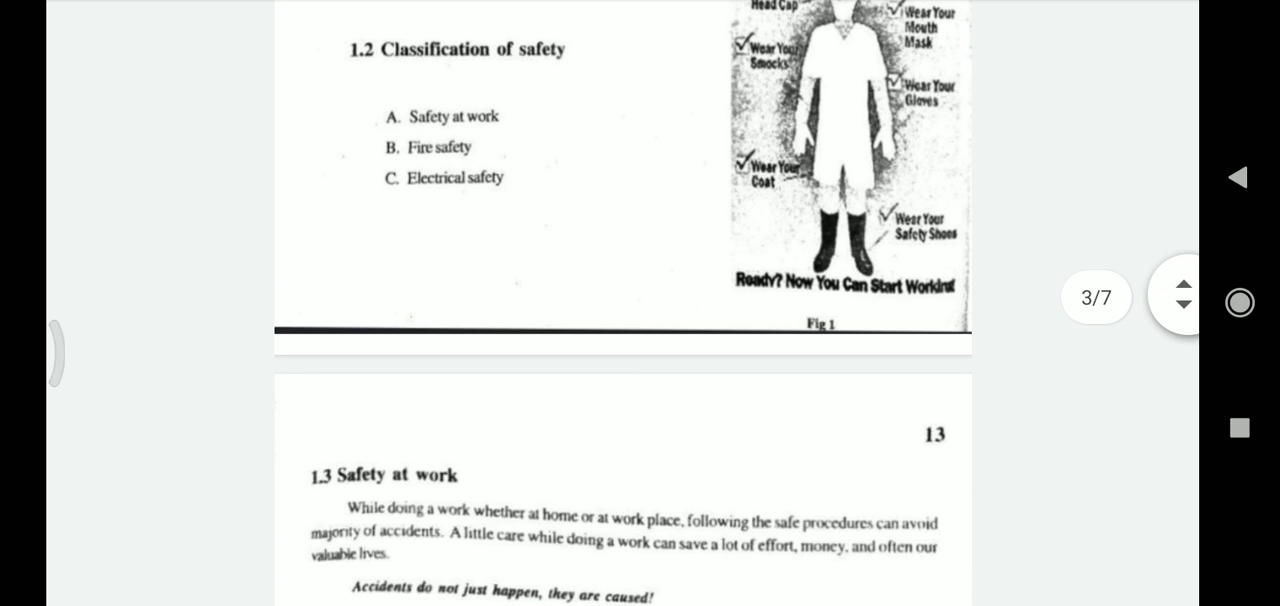 Head Cap
Wear Your
Mouth
Mask
1.2 Classification of safety
Wear Your
Smocks
Wear Your
Gloves
A. Safety at work
B. Fire safety
C. Electrical safety
Wear Your
Coat
Wear Your
Safety Shoes
Ready? Now You Can Start Working!
Fig 1
3/7
13
1.3 Safety at work
While doing a work whether at home or at work place, following the safe procedures can avoid
majority of accidents. A little care while doing a work can save a lot of effort, money, and often our
valuable lives.
Accidents do not just happen, they are caused!